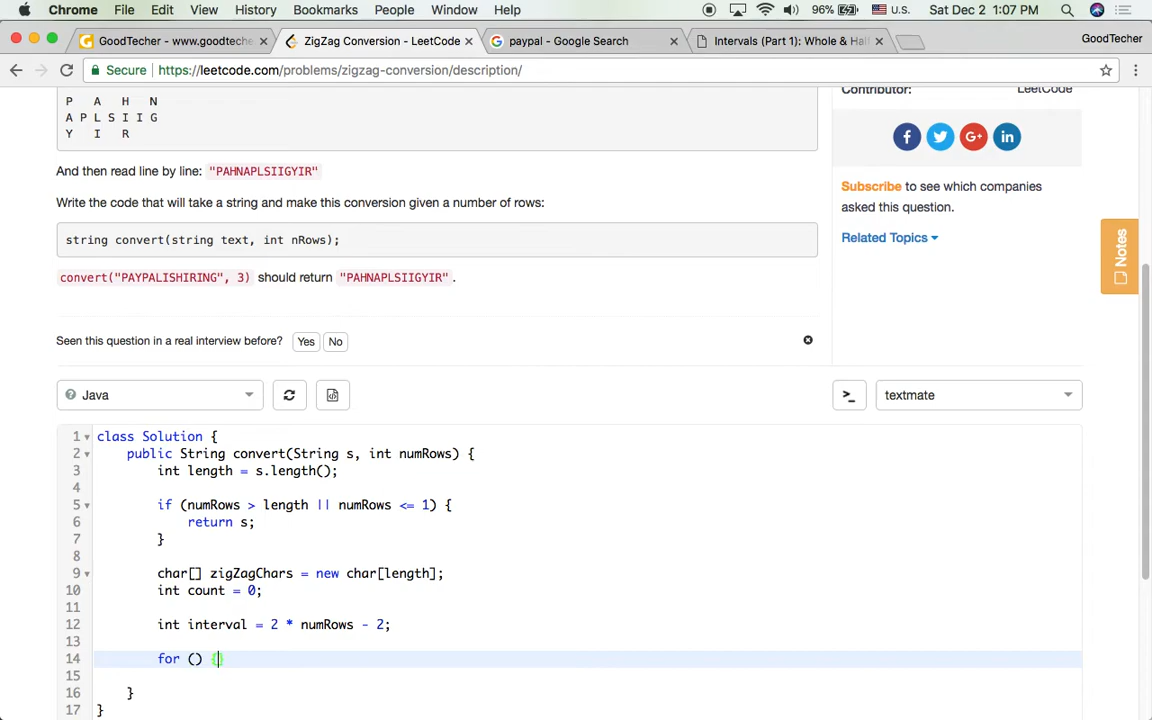 Chrome File Edit View History Bookmarks People Window Help 96% U.S. Sat Dec 2 1:07 PM
GoodTecher - www.goodteche ZigZag Conversion - LeetCode paypal - Google Search Intervals (Part 1): Whole & Hal GoodTecher
Secure https://leetcode.com/problems/zigzag-conversion/description/
P A H N
A P L S I I G
Y I R
And then read line by line: "PAHNAPLSIIGYIR"
Write the code that will take a string and make this conversion given a number of rows:
string convert(string text, int nRows);
convert("PAYPALISHIRING", 3) should return "PAHNAPLSIIGYIR".
Contributor: LeetCode
f G+ in
Subscribe to see which companies
asked this question.
Related Topics
Notes
Seen this question in a real interview before? Yes No
? Java >_ textmate
1 class Solution {
2 public String convert(String s, int numRows) {
3 int length = s.length();
4
5 if (numRows > length || numRows <= 1) {
6 return s;
7 }
8
9 char[] zigZagChars = new char[length];
10 int count = 0;
11
12 int interval = 2 * numRows - 2;
13
14 for () {}
15
16 }
17 }